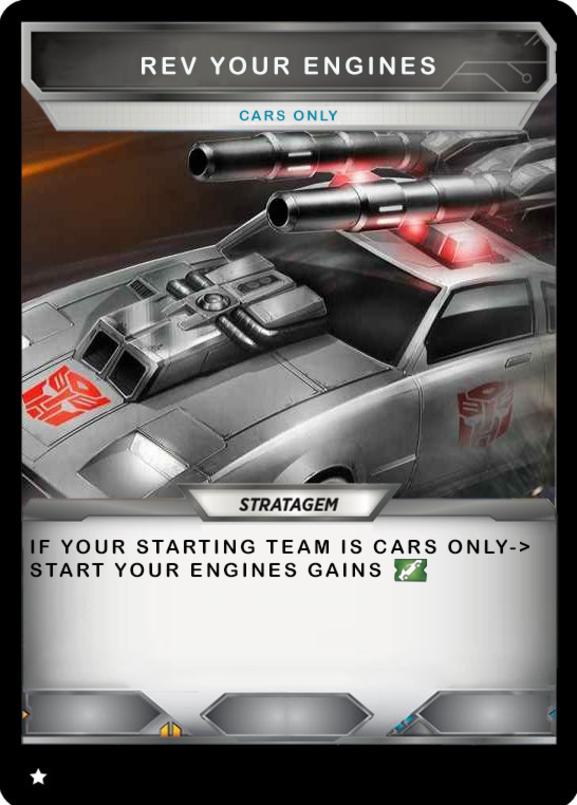 REV YOUR ENGINES
CARS ONLY
STRATAGEM
IF YOUR STARTING TEAM IS CARS ONLY->
START YOUR ENGINES GAINS